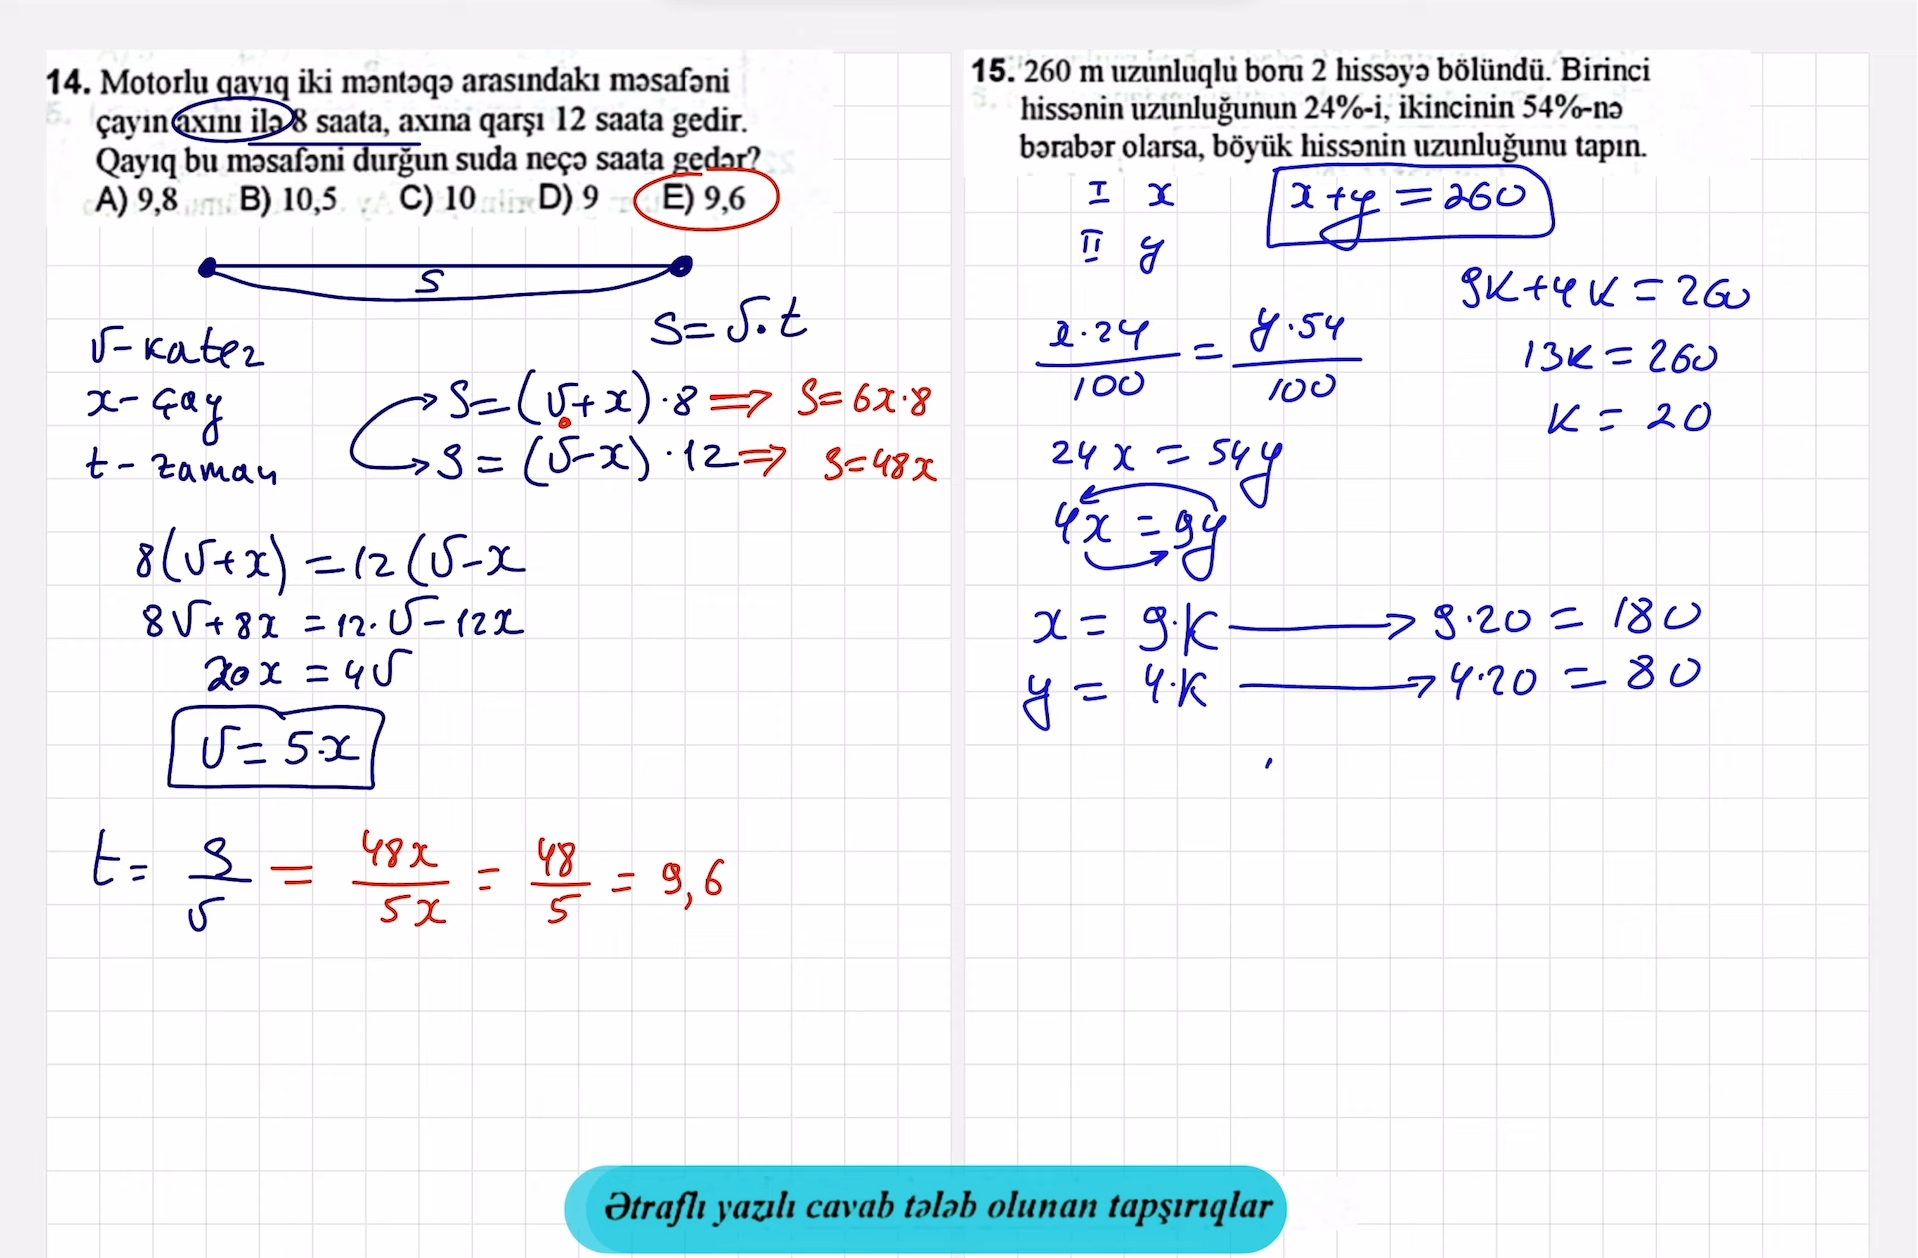 14. Motorlu qayıq iki məntəqə arasındakı məsafəni
çayın axını ilə 8 saata, axına qarşı 12 saata gedir.
Qayıq bu məsafəni durğun suda neçə saata gedər?
A) 9,8 B) 10,5 C) 10 D) 9 E) 9,6
S
S = v · t
v - kater
x - çay
t - zaman
S = (v + x) · 8 ⇒ S = 6x · 8
S = (v - x) · 12 ⇒ S = 48x
8(v + x) = 12(v - x
8v + 8x = 12 · v - 12x
20x = 4v
v = 5 · x
t = S/v = 48x/5x = 48/5 = 9,6
15. 260 m uzunluqlu boru 2 hissəyə bölündü. Birinci
hissənin uzunluğunun 24%-i, ikincinin 54%-nə
bərabər olarsa, böyük hissənin uzunluğunu tapın.
I x
II y
x + y = 260
9k + 4k = 260
13k = 260
k = 20
x · 24/100 = y · 54/100
24x = 54y
4x = 9y
x = 9 · k → 9 · 20 = 180
y = 4 · k → 4 · 20 = 80
Ətraflı yazılı cavab tələb olunan tapşırıqlar